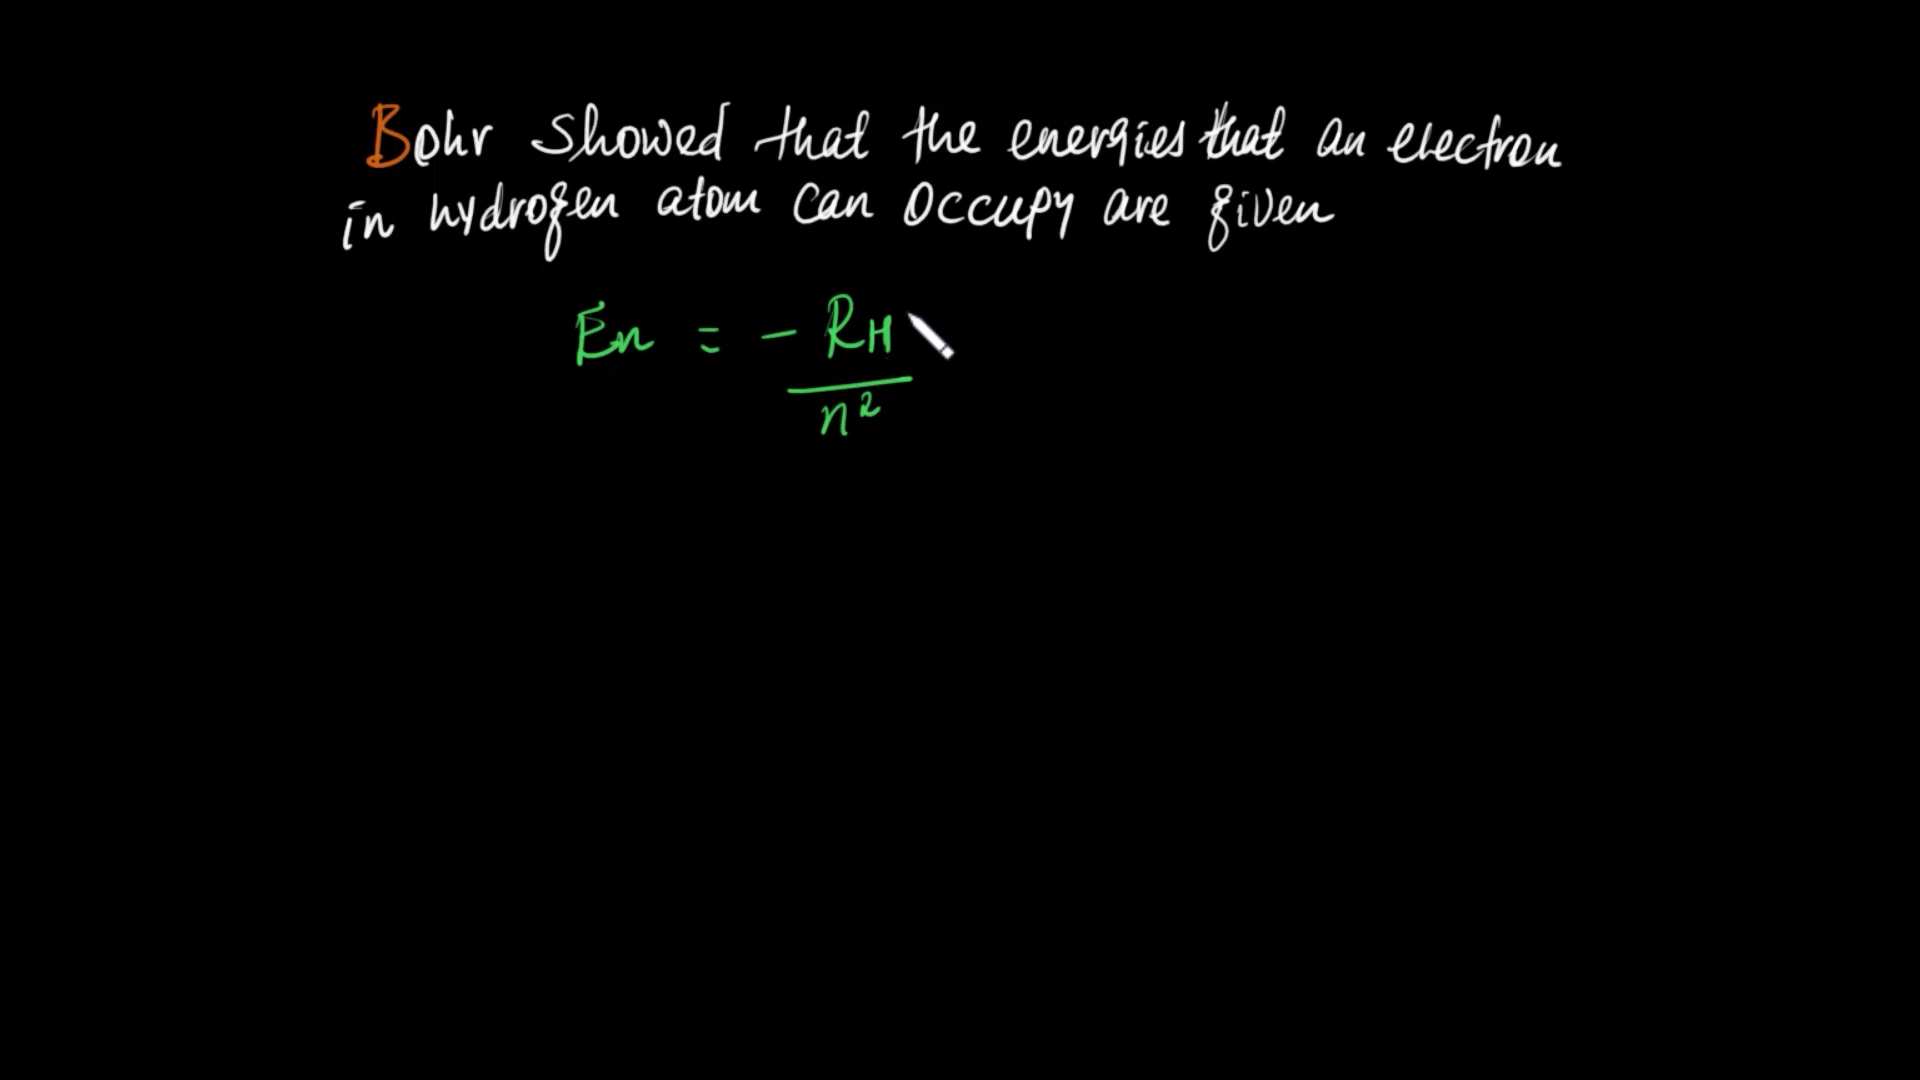 Bohr showed that the energies that an electron
in hydrogen atom can occupy are given
En = - RH
n²